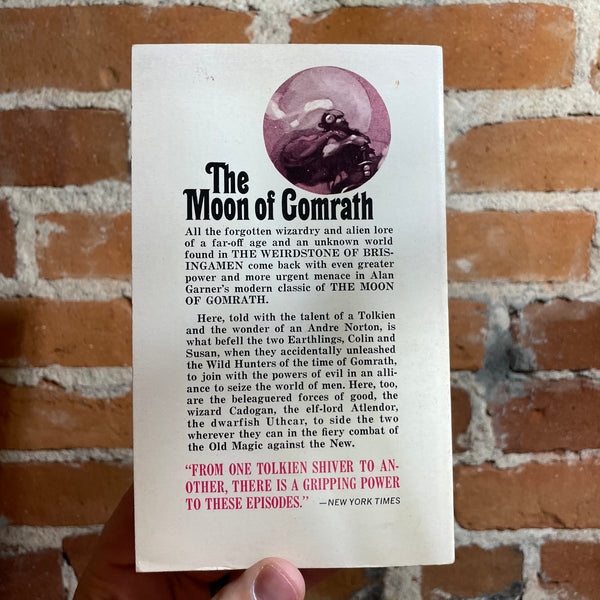 The
Moon of Gomrath
All the forgotten wizardry and alien lore
of a far-off age and an unknown world
found in THE WEIRDSTONE OF BRIS-
INGAMEN come back with even greater
power and more urgent menace in Alan
Garner's modern classic of THE MOON
OF GOMRATH.
Here, told with the talent of a Tolkien
and the wonder of an Andre Norton, is
what befell the two Earthlings, Colin and
Susan, when they accidentally unleashed
the Wild Hunters of the time of Gomrath,
to join with the powers of evil in an alli-
ance to seize the world of men. Here, too,
are the beleaguered forces of good, the
wizard Cadogan, the elf-lord Atlendor,
the dwarfish Uthcar, to side the two
wherever they can in the fiery combat of
the Old Magic against the New.
"FROM ONE TOLKIEN SHIVER TO AN-
OTHER, THERE IS A GRIPPING POWER
TO THESE EPISODES." —NEW YORK TIMES